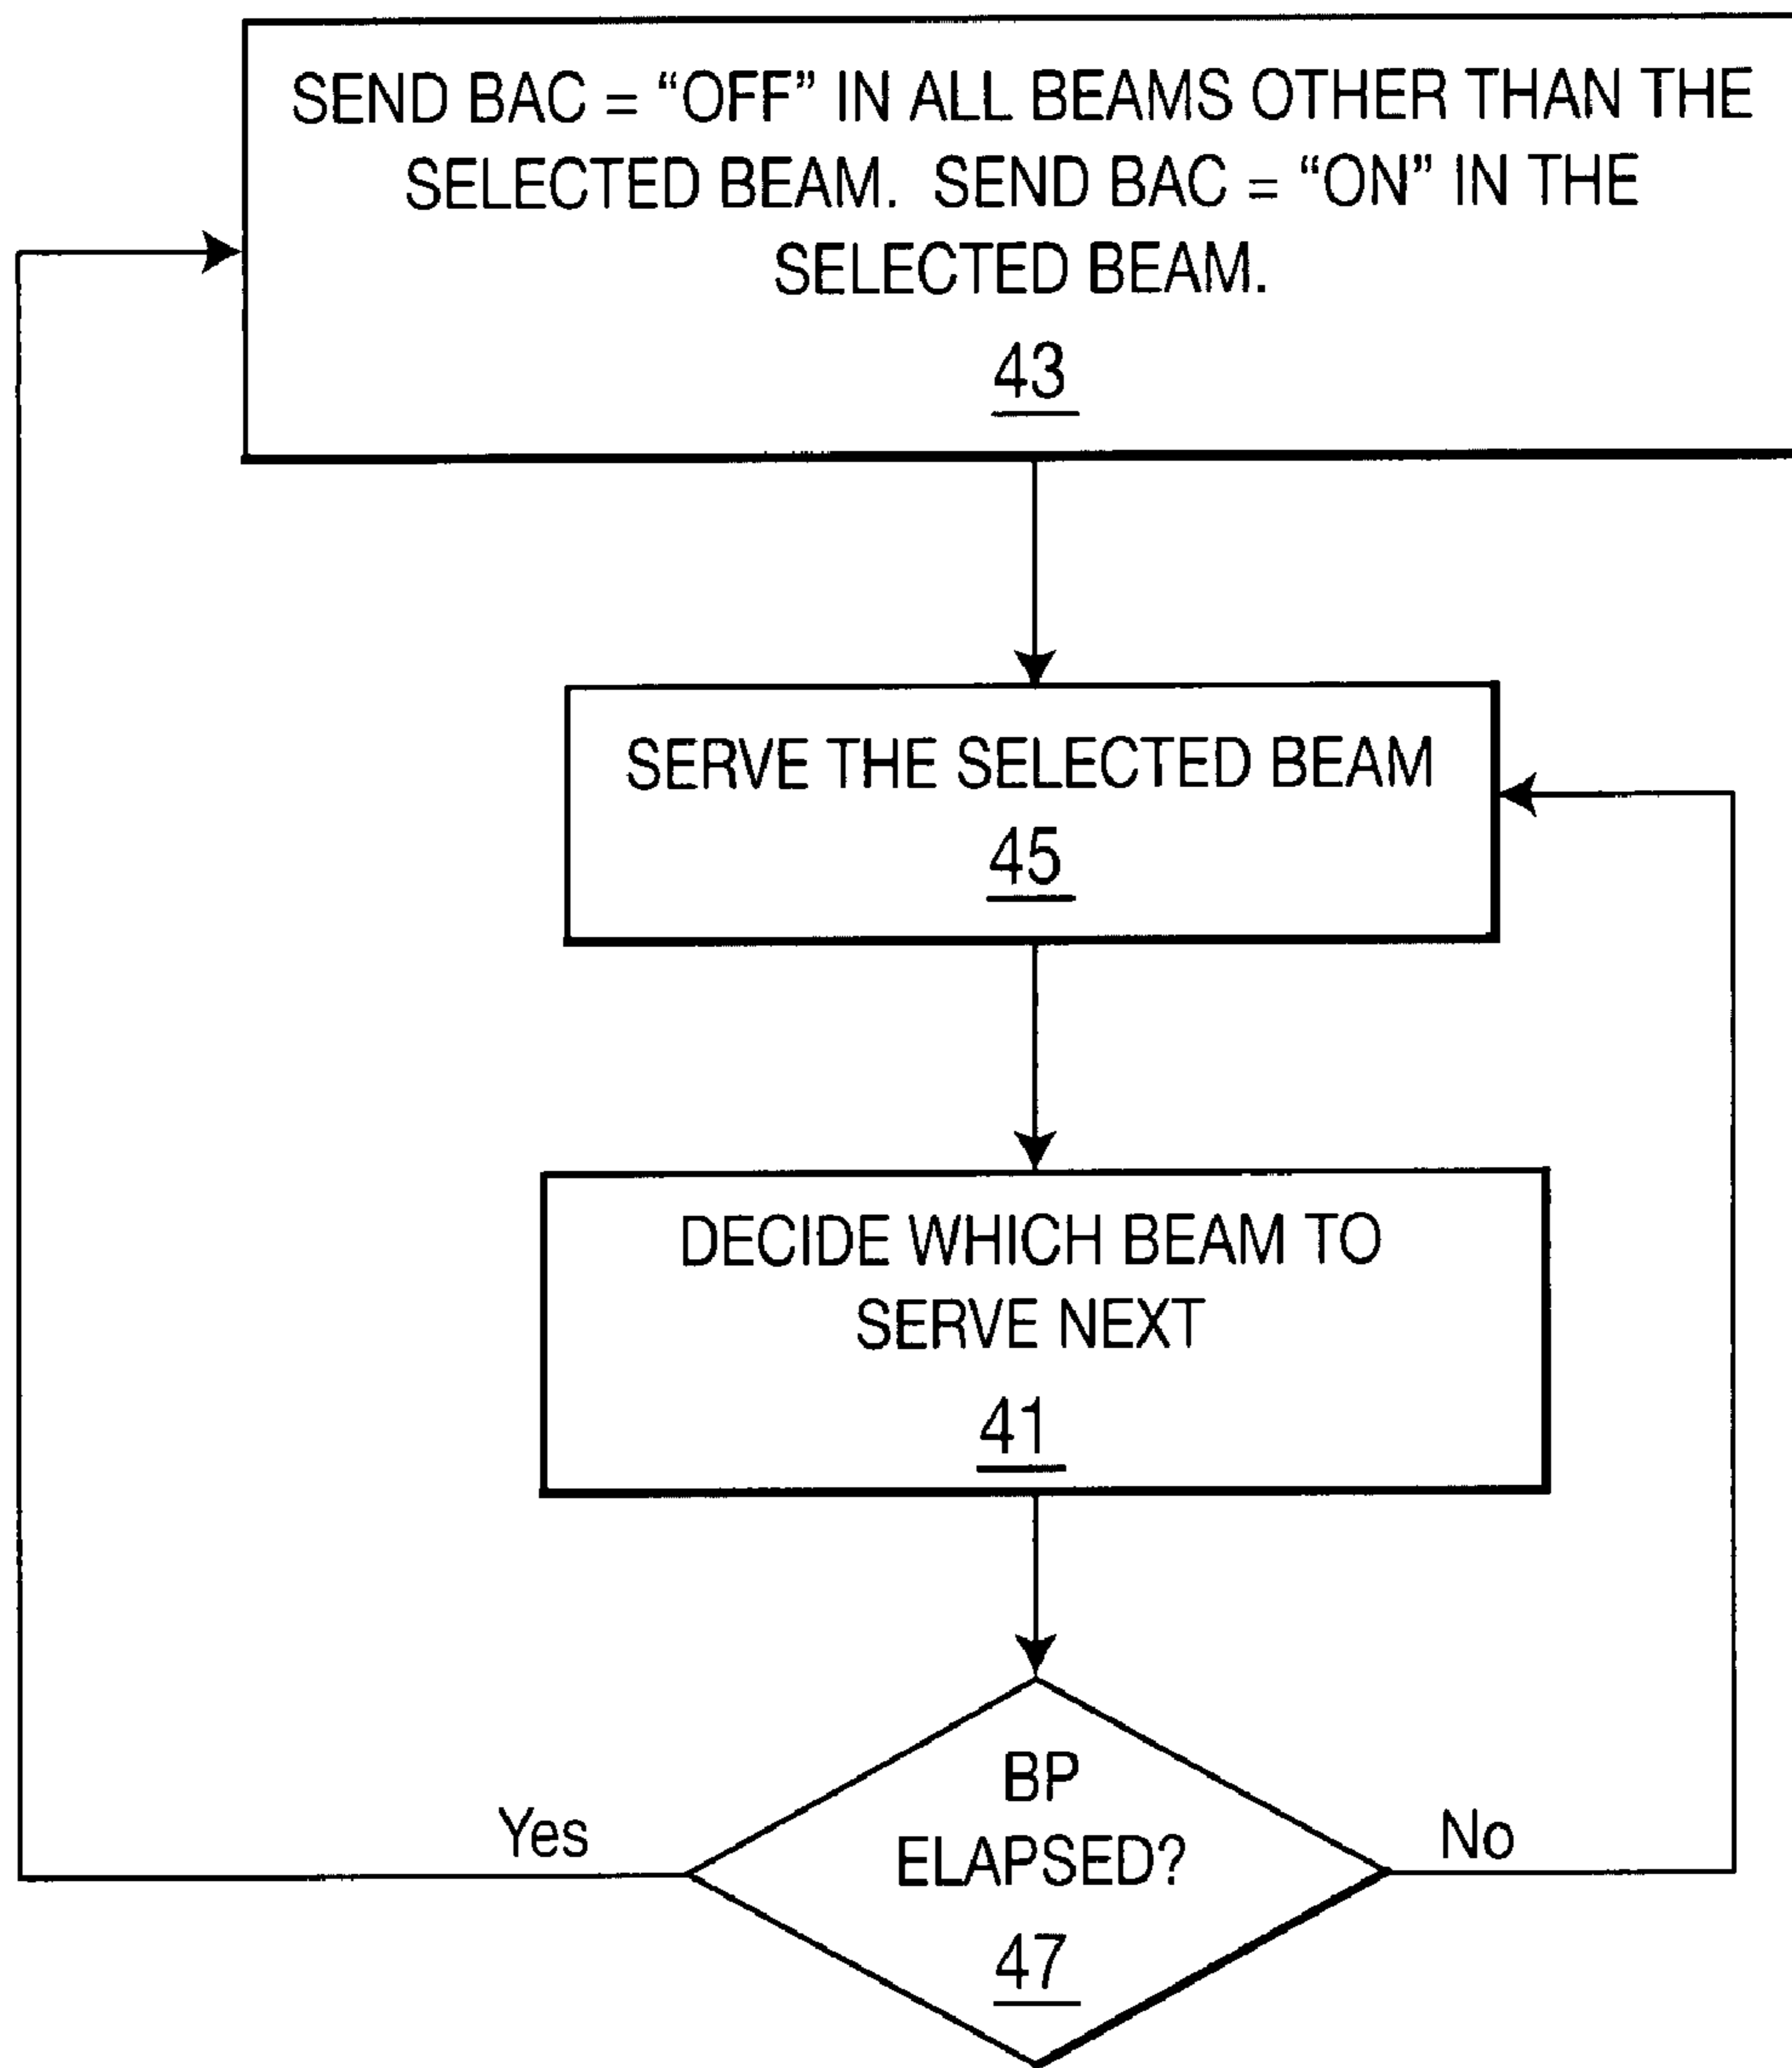 SEND BAC = “OFF” IN ALL BEAMS OTHER THAN THE
SELECTED BEAM. SEND BAC = “ON” IN THE
SELECTED BEAM.
43
SERVE THE SELECTED BEAM
45
DECIDE WHICH BEAM TO
SERVE NEXT
41
BP
ELAPSED?
47
Yes
No